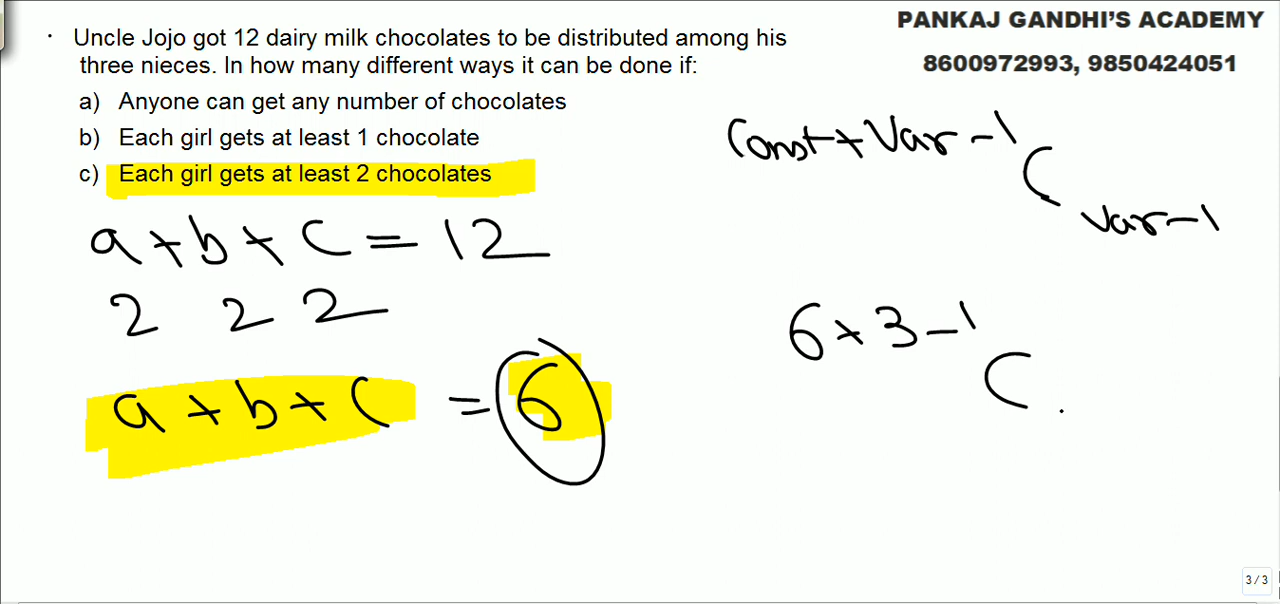 PANKAJ GANDHI'S ACADEMY
8600972993, 9850424051
· Uncle Jojo got 12 dairy milk chocolates to be distributed among his
three nieces. In how many different ways it can be done if:
a) Anyone can get any number of chocolates
b) Each girl gets at least 1 chocolate
c) Each girl gets at least 2 chocolates
Const + Var - 1
C
Var - 1
a + b + c = 12
2 2 2
6 + 3 - 1
C
a + b + c = 6
3 / 3